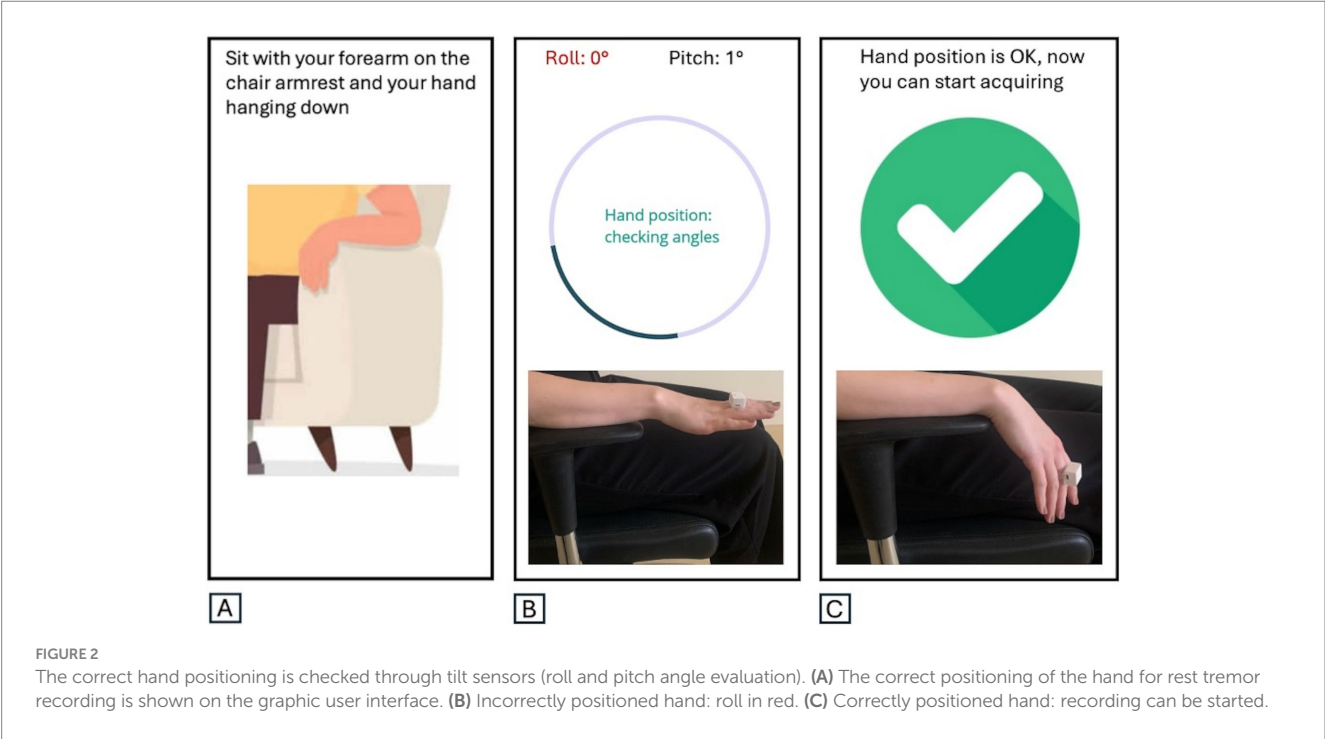 Sit with your forearm on the
chair armrest and your hand
hanging down
Roll: 0° Pitch: 1°
Hand position:
checking angles
Hand position is OK, now
you can start acquiring
A
B
C
FIGURE 2
The correct hand positioning is checked through tilt sensors (roll and pitch angle evaluation). (A) The correct positioning of the hand for rest tremor
recording is shown on the graphic user interface. (B) Incorrectly positioned hand: roll in red. (C) Correctly positioned hand: recording can be started.